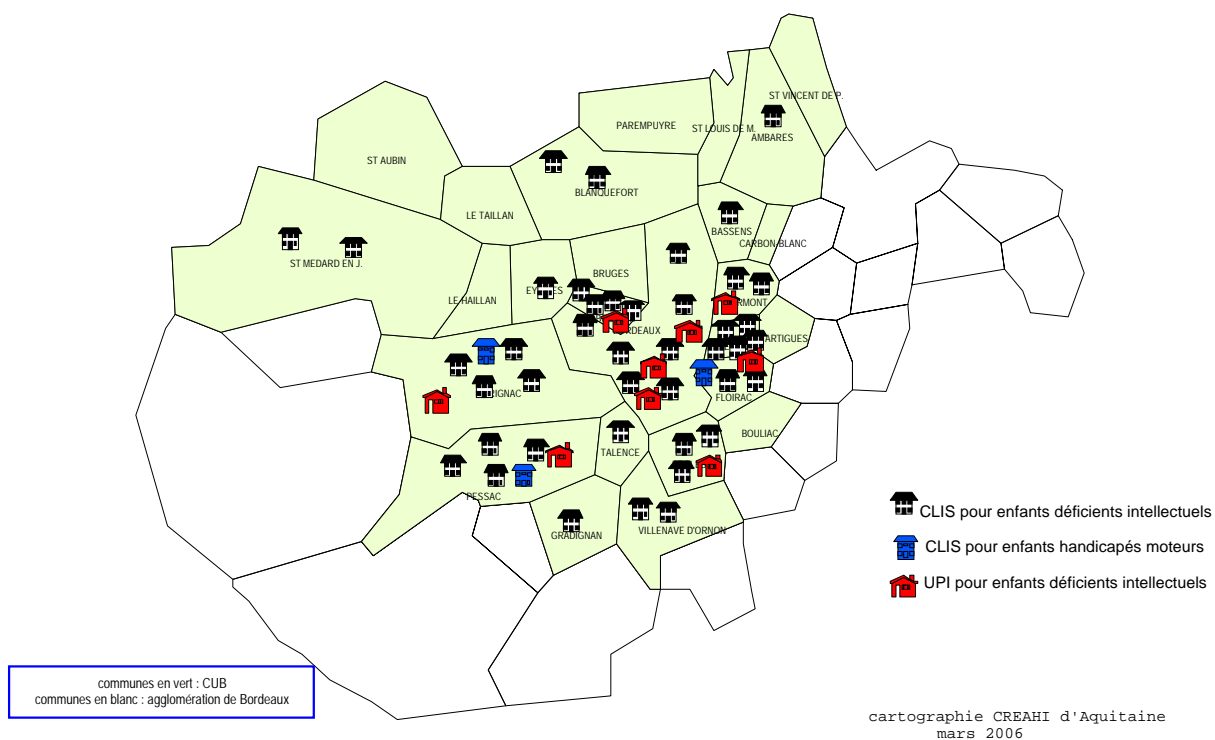 ST VINCENT DE P.
PAREMPUYRE
ST LOUIS DE M.
AMBARES
ST AUBIN
BLANQUEFORT
LE TAILLAN
BASSENS
CARBON-BLANC
ST MEDARD EN J.
BRUGES
LE HAILLAN
FLOIRAC
BOULIAC
TALENCE
PESSAC
GRADIGNAN
VILLENAVE D'ORNON
CLIS pour enfants déficients intellectuels
CLIS pour enfants handicapés moteurs
UPI pour enfants déficients intellectuels
communes en vert : CUB
communes en blanc : agglomération de Bordeaux
cartographie CREAHI d'Aquitaine
mars 2006